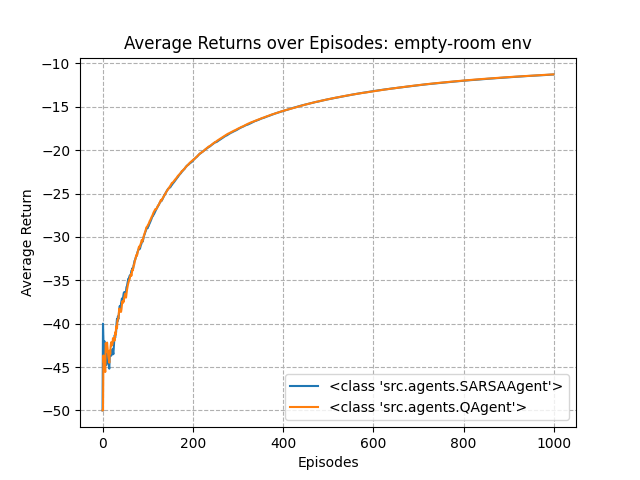 Average Returns over Episodes: empty-room env
−10
−15
−20
−25
−30
−35
−40
−45
−50
Average Return
<class 'src.agents.SARSAAgent'>
<class 'src.agents.QAgent'>
0 200 400 600 800 1000
Episodes